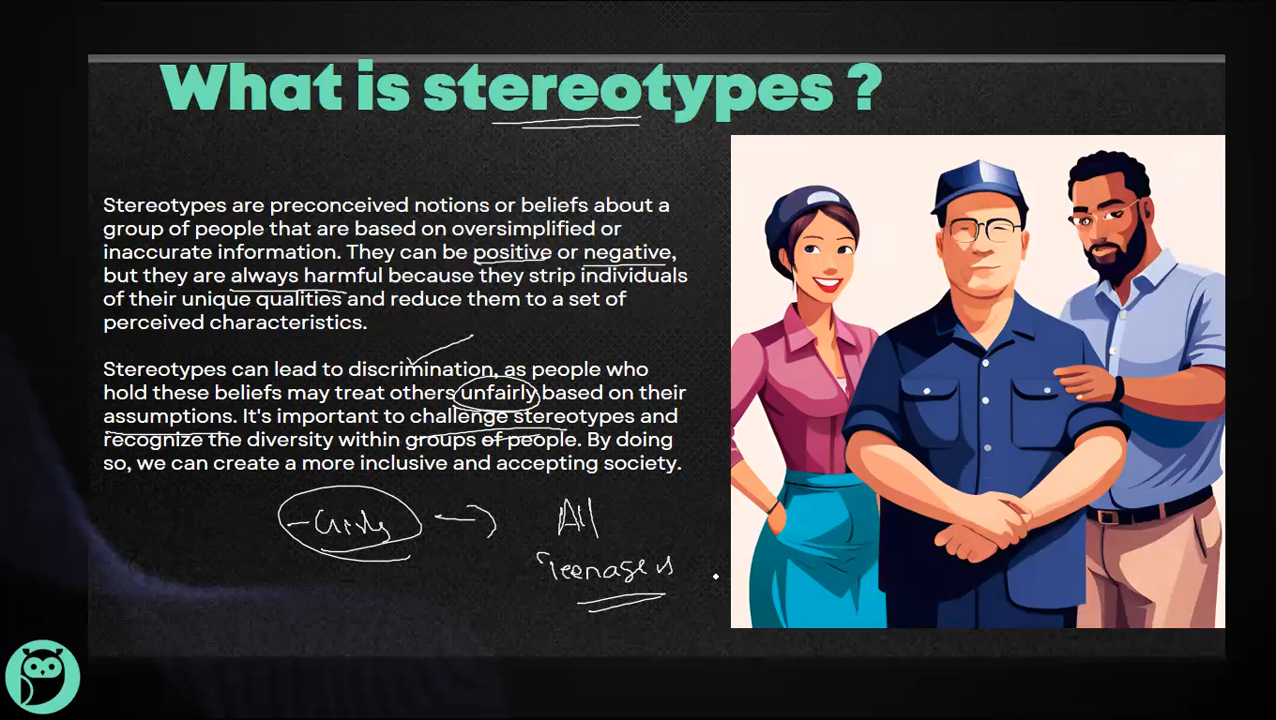 What is stereotypes ?
Stereotypes are preconceived notions or beliefs about a
group of people that are based on oversimplified or
inaccurate information. They can be positive or negative,
but they are always harmful because they strip individuals
of their unique qualities and reduce them to a set of
perceived characteristics.
Stereotypes can lead to discrimination, as people who
hold these beliefs may treat others unfairly based on their
assumptions. It's important to challenge stereotypes and
recognize the diversity within groups of people. By doing
so, we can create a more inclusive and accepting society.
All
Teenagers